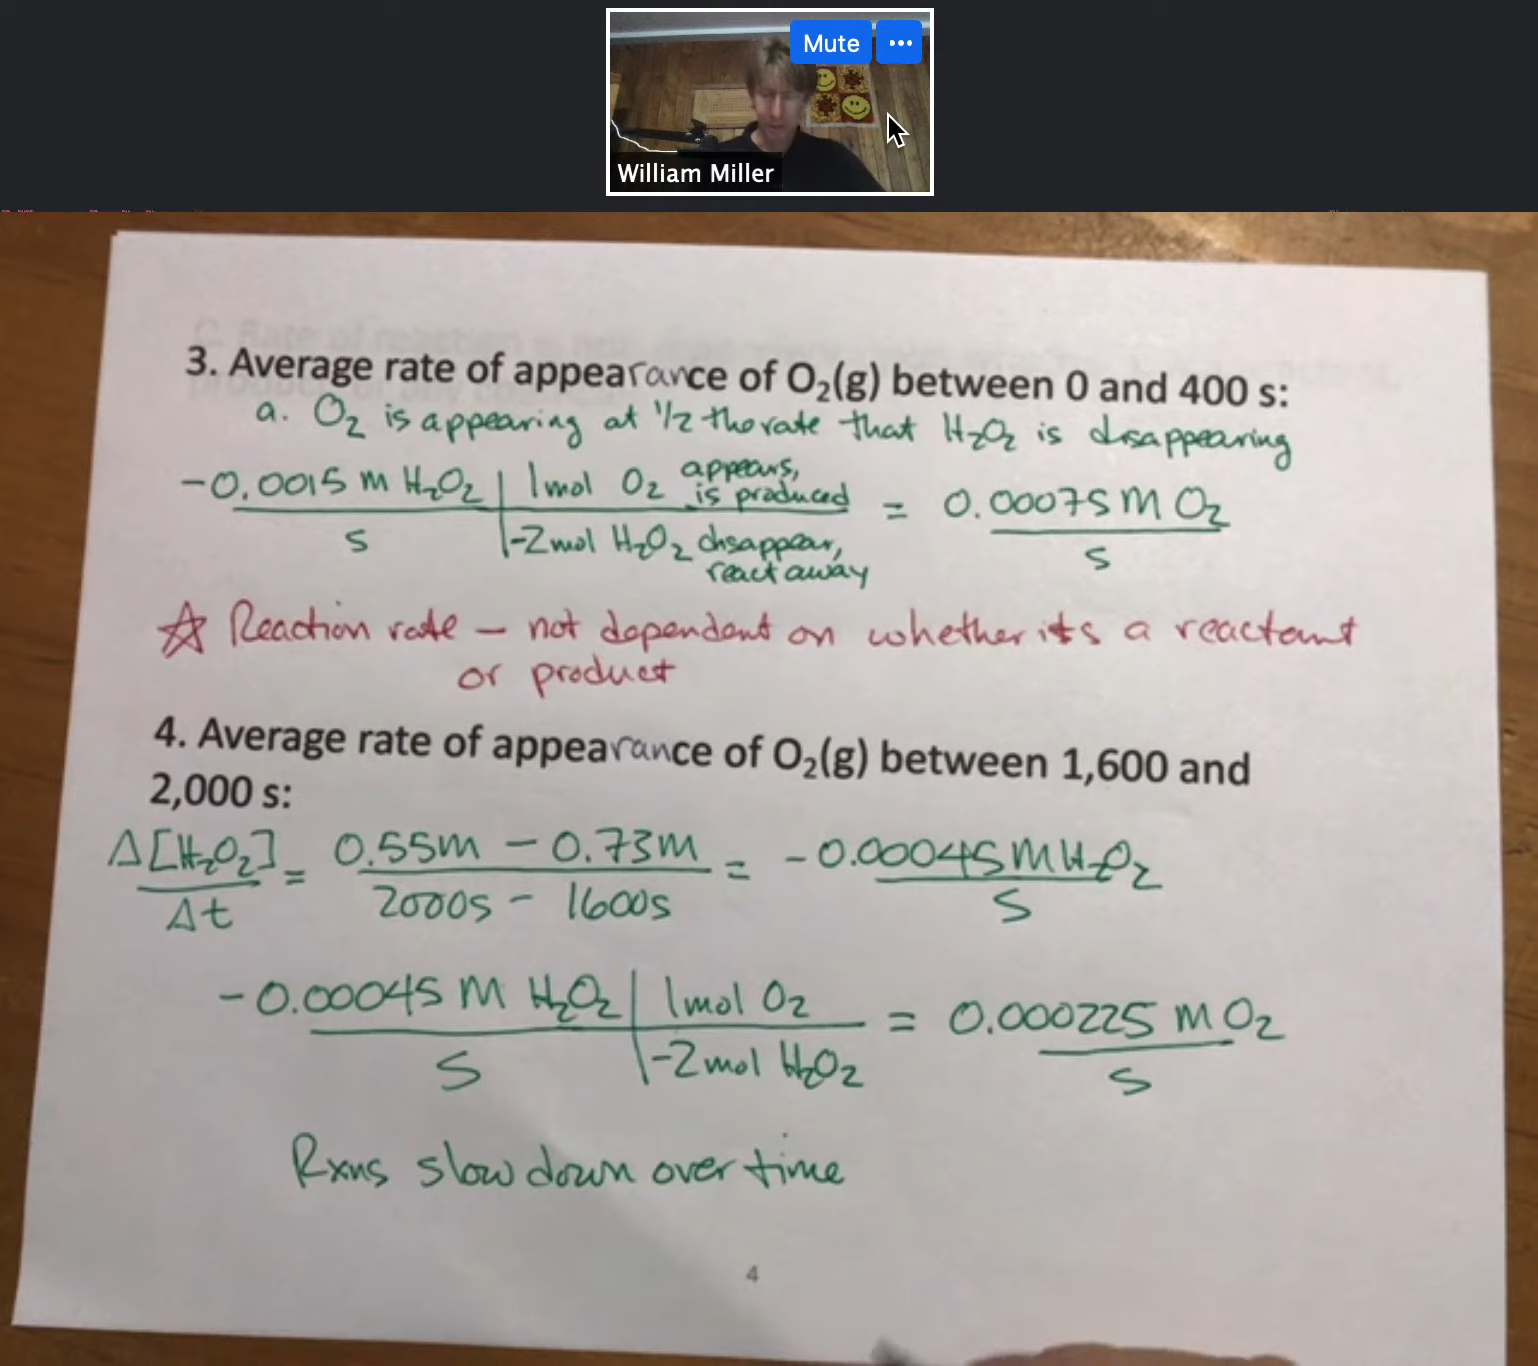 Mute
William Miller
3. Average rate of appearance of O₂(g) between 0 and 400 s:
a. O₂ is appearing at 1/2 the rate that H₂O₂ is disappearing
-0.0015 M H₂O₂ | 1 mol O₂ appears, is produced = 0.00075 M O₂
s | -2 mol H₂O₂ disappear, react away s
☆ Reaction rate – not dependent on whether its a reactant
or product
4. Average rate of appearance of O₂(g) between 1,600 and
2,000 s:
Δ[H₂O₂] = 0.55M – 0.73M = -0.00045 M H₂O₂
Δt 2000s – 1600s s
-0.00045 M H₂O₂ | 1 mol O₂ = 0.000225 M O₂
s | -2 mol H₂O₂ s
Rxns slow down over time
4